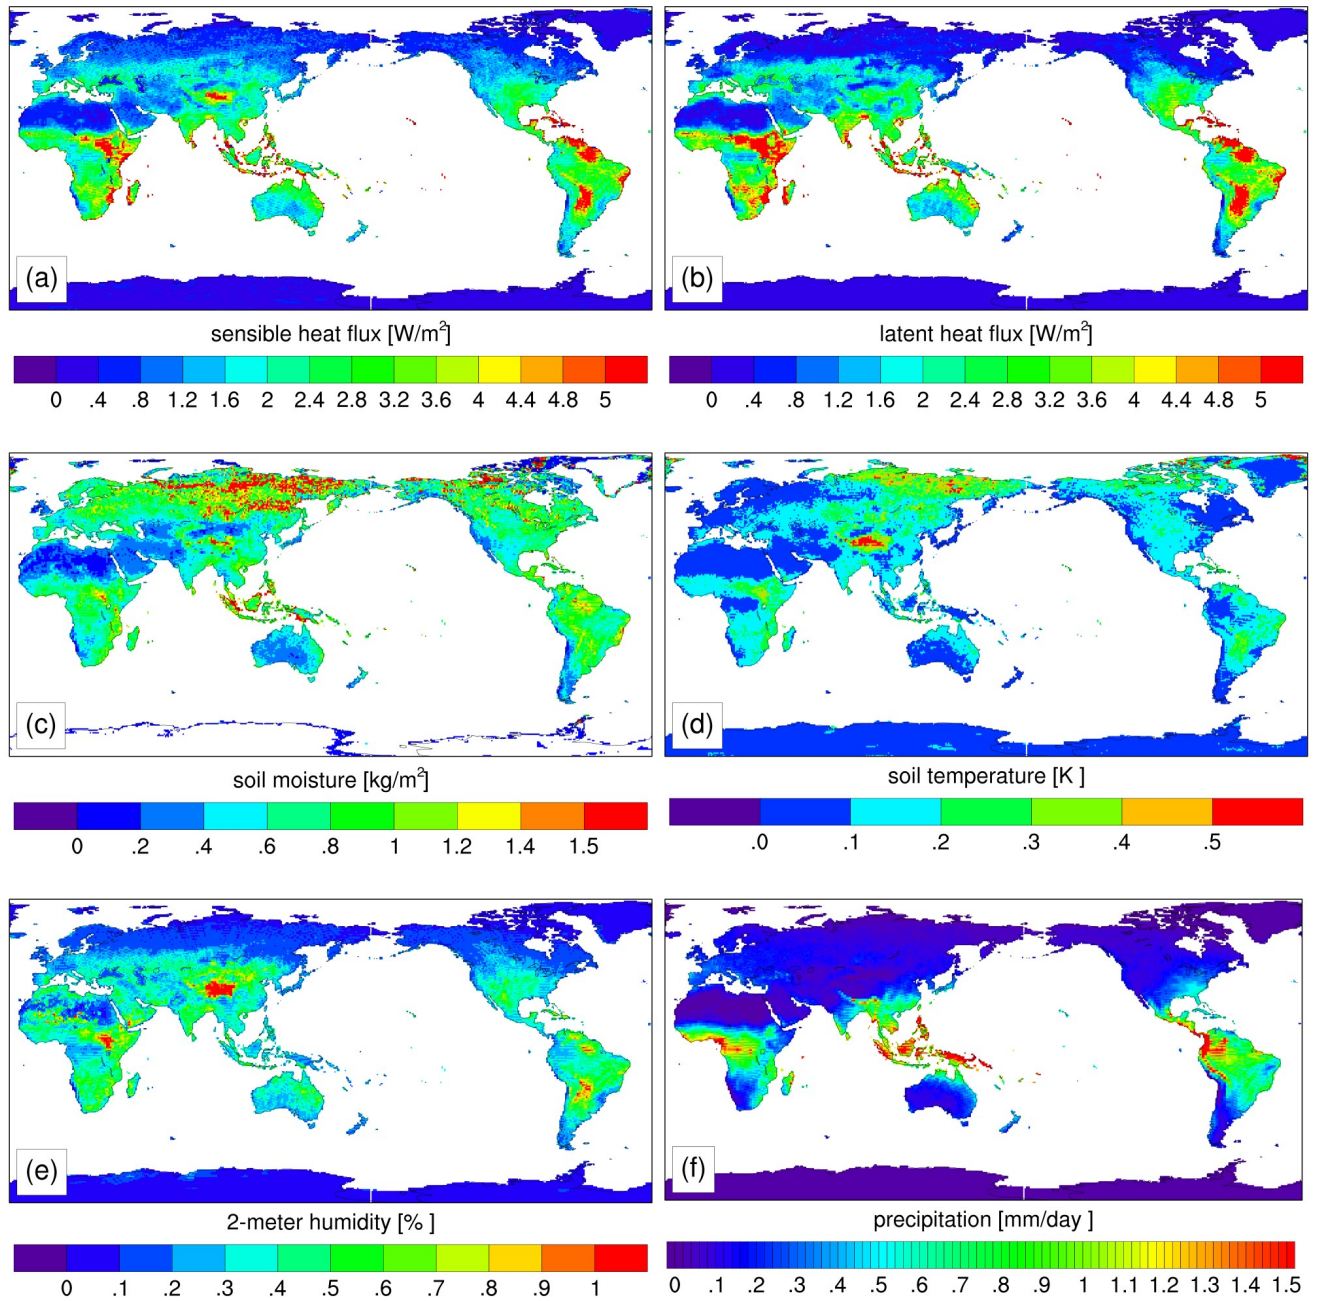 (a)
(b)
sensible heat flux [W/m²]
latent heat flux [W/m²]
0 .4 .8 1.2 1.6 2 2.4 2.8 3.2 3.6 4 4.4 4.8 5
0 .4 .8 1.2 1.6 2 2.4 2.8 3.2 3.6 4 4.4 4.8 5
(c)
(d)
soil moisture [kg/m²]
soil temperature [K ]
0 .2 .4 .6 .8 1 1.2 1.4 1.5
.0 .1 .2 .3 .4 .5
(e)
(f)
2-meter humidity [% ]
precipitation [mm/day ]
0 .1 .2 .3 .4 .5 .6 .7 .8 .9 1
0 .1 .2 .3 .4 .5 .6 .7 .8 .9 1 1.1 1.2 1.3 1.4 1.5